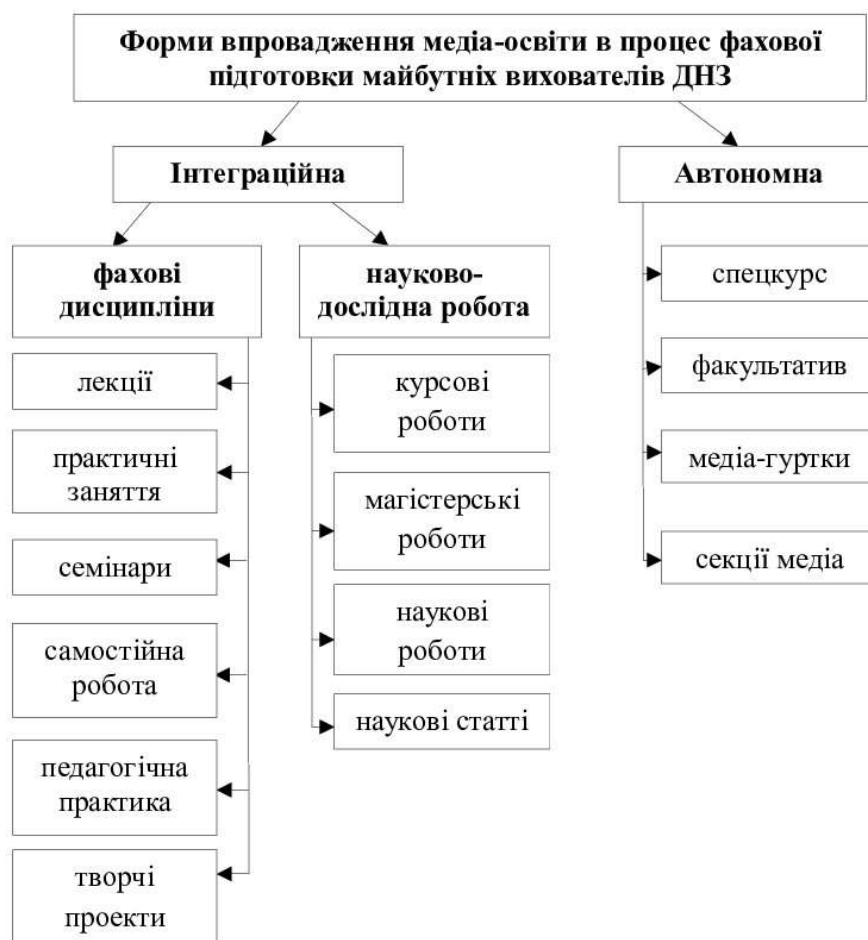 Форми впровадження медіа-освіти в процес фахової
підготовки майбутніх вихователів ДНЗ
Інтеграційна
Автономна
фахові
дисципліни
лекції
практичні
заняття
семінари
самостійна
робота
педагогічна
практика
творчі
проекти
науково-
дослідна робота
курсові
роботи
магістерські
роботи
наукові
роботи
наукові статті
спецкурс
факультатив
медіа-гуртки
секції медіа